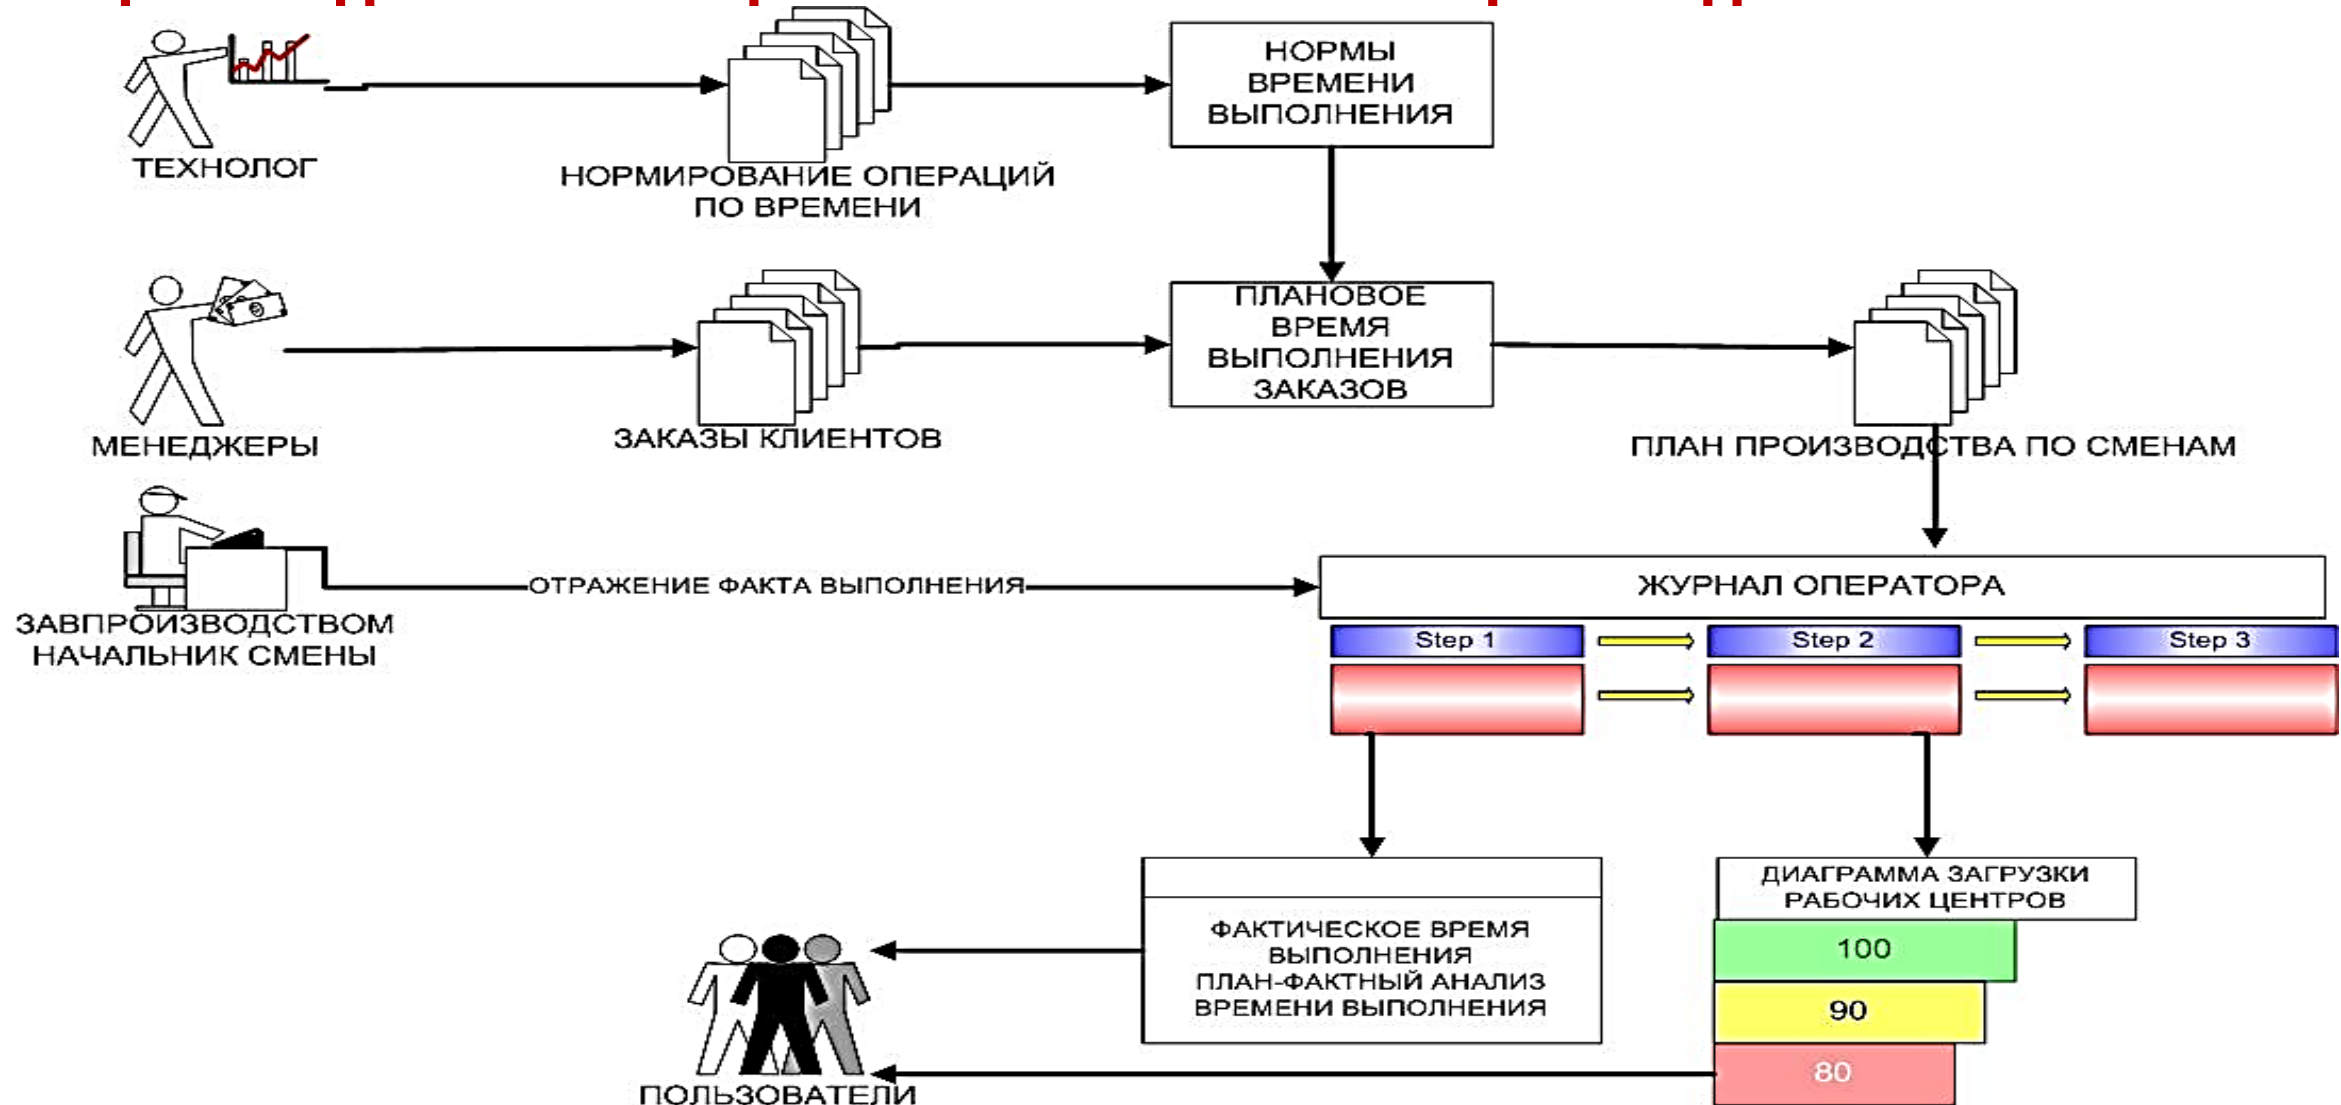 ТЕХНОЛОГ
НОРМИРОВАНИЕ ОПЕРАЦИЙ
ПО ВРЕМЕНИ
НОРМЫ
ВРЕМЕНИ
ВЫПОЛНЕНИЯ
МЕНЕДЖЕРЫ
ЗАКАЗЫ КЛИЕНТОВ
ПЛАНОВОЕ
ВРЕМЯ
ВЫПОЛНЕНИЯ
ЗАКАЗОВ
ПЛАН ПРОИЗВОДСТВА ПО СМЕНАМ
ЗАВПРОИЗВОДСТВОМ
НАЧАЛЬНИК СМЕНЫ
ОТРАЖЕНИЕ ФАКТА ВЫПОЛНЕНИЯ
ЖУРНАЛ ОПЕРАТОРА
Step 1
Step 2
Step 3
ФАКТИЧЕСКОЕ ВРЕМЯ
ВЫПОЛНЕНИЯ
ПЛАН-ФАКТНЫЙ АНАЛИЗ
ВРЕМЕНИ ВЫПОЛНЕНИЯ
ДИАГРАММА ЗАГРУЗКИ
РАБОЧИХ ЦЕНТРОВ
100
90
80
ПОЛЬЗОВАТЕЛИ